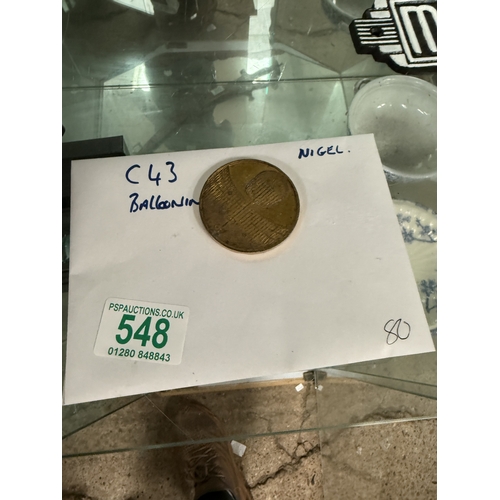 C43
NIGEL.
BALLOONIN
PSPAUCTIONS.CO.UK
548
01280 848843
80